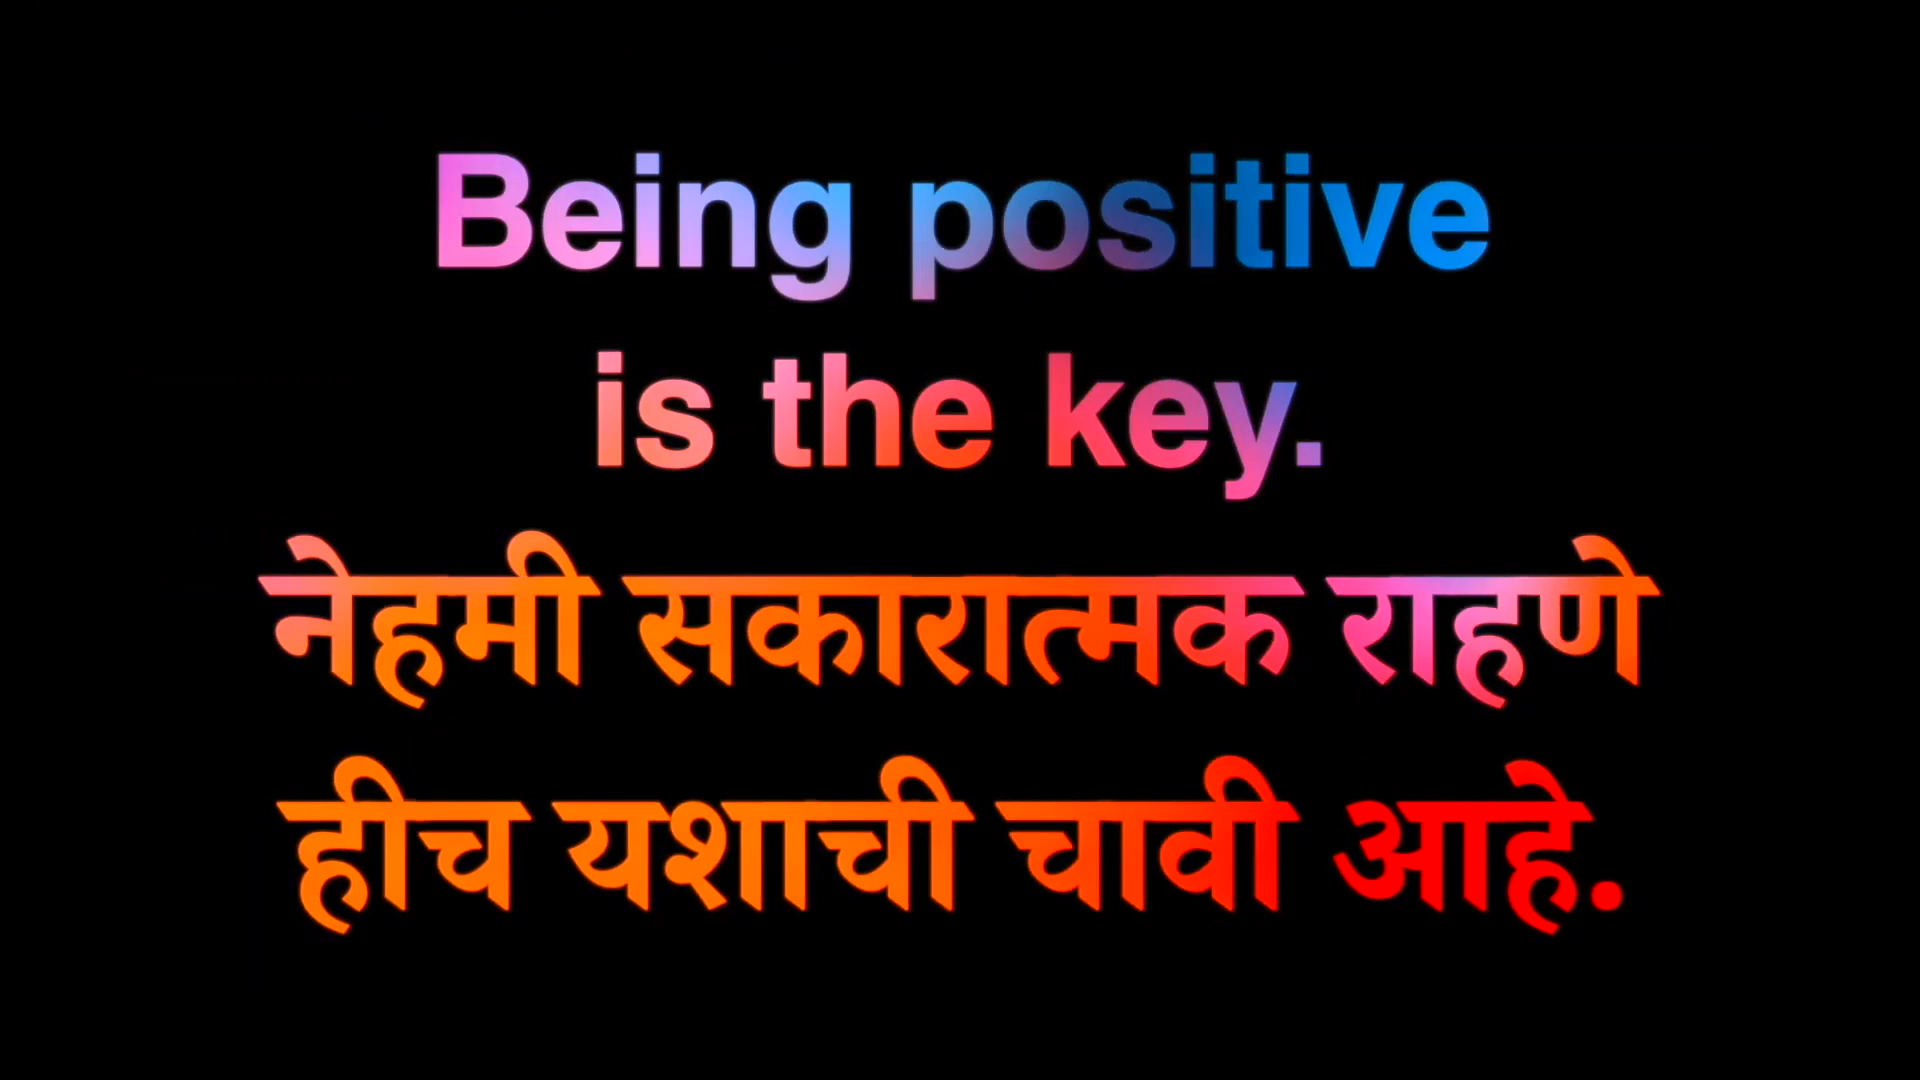 Being positive
is the key.
नेहमी सकारात्मक राहणे
हीच यशाची चावी आहे.